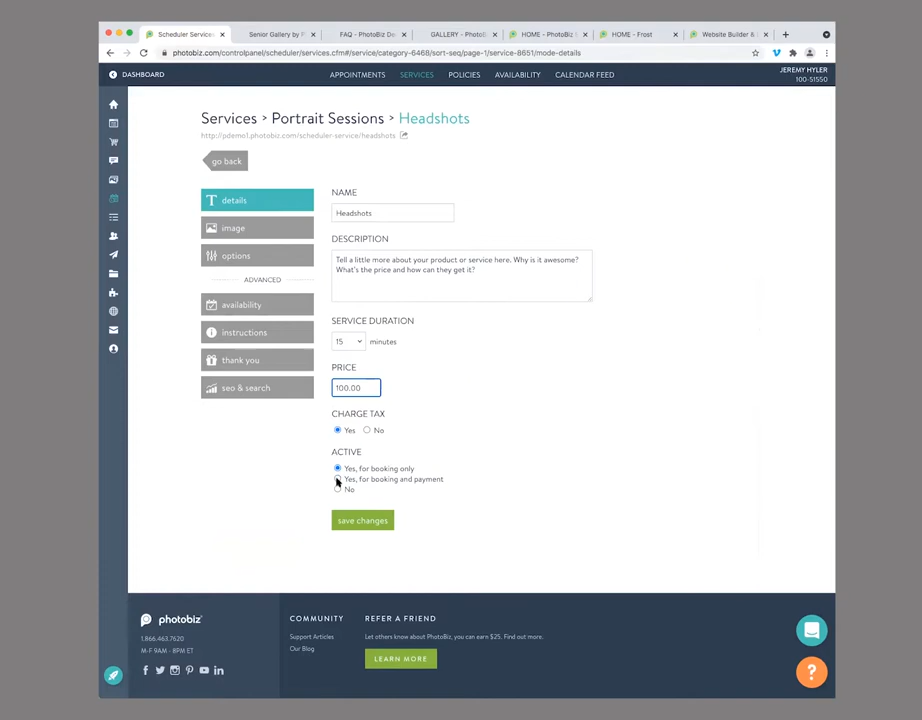 Scheduler Services
Senior Gallery by P
FAQ - PhotoBiz De
GALLERY - PhotoB
HOME - PhotoBiz
HOME - Frost
Website Builder &
photobiz.com/controlpanel/scheduler/services.cfm#/service/category-6468/sort-seq/page-1/service-8651/mode-details
DASHBOARD
APPOINTMENTS
SERVICES
POLICIES
AVAILABILITY
CALENDAR FEED
JEREMY HYLER
100-51550
Services > Portrait Sessions > Headshots
http://pdemo1.photobiz.com/scheduler-service/headshots
go back
details
image
options
ADVANCED
availability
instructions
thank you
seo & search
NAME
Headshots
DESCRIPTION
Tell a little more about your product or service here. Why is it awesome?
What's the price and how can they get it?
SERVICE DURATION
15 minutes
PRICE
100.00
CHARGE TAX
Yes No
ACTIVE
Yes, for booking only
Yes, for booking and payment
No
save changes
photobiz
1.866.463.7620
M-F 9AM - 8PM ET
COMMUNITY
Support Articles
Our Blog
REFER A FRIEND
Let others know about PhotoBiz, you can earn $25. Find out more.
LEARN MORE
?